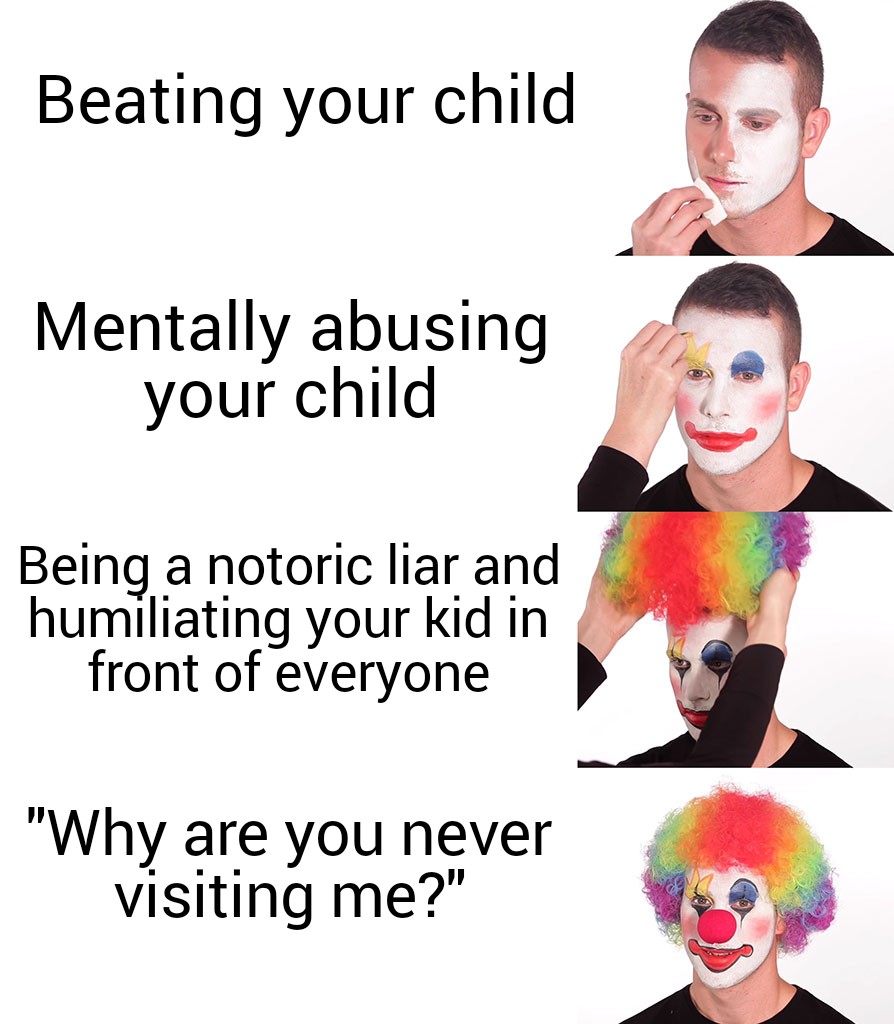 Beating your child
Mentally abusing
your child
Being a notoric liar and
humiliating your kid in
front of everyone
"Why are you never
visiting me?"